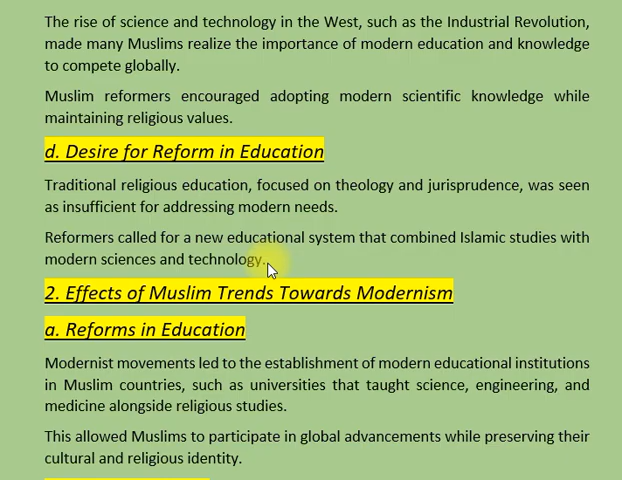 The rise of science and technology in the West, such as the Industrial Revolution,
made many Muslims realize the importance of modern education and knowledge
to compete globally.
Muslim reformers encouraged adopting modern scientific knowledge while
maintaining religious values.
d. Desire for Reform in Education
Traditional religious education, focused on theology and jurisprudence, was seen
as insufficient for addressing modern needs.
Reformers called for a new educational system that combined Islamic studies with
modern sciences and technology.
2. Effects of Muslim Trends Towards Modernism
a. Reforms in Education
Modernist movements led to the establishment of modern educational institutions
in Muslim countries, such as universities that taught science, engineering, and
medicine alongside religious studies.
This allowed Muslims to participate in global advancements while preserving their
cultural and religious identity.